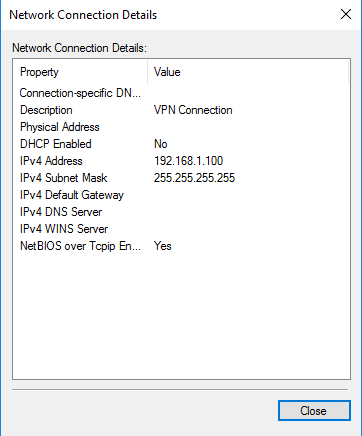 Network Connection Details
Network Connection Details:
Property Value
Connection-specific DN...
Description VPN Connection
Physical Address
DHCP Enabled No
IPv4 Address 192.168.1.100
IPv4 Subnet Mask 255.255.255.255
IPv4 Default Gateway
IPv4 DNS Server
IPv4 WINS Server
NetBIOS over Tcpip En... Yes
Close